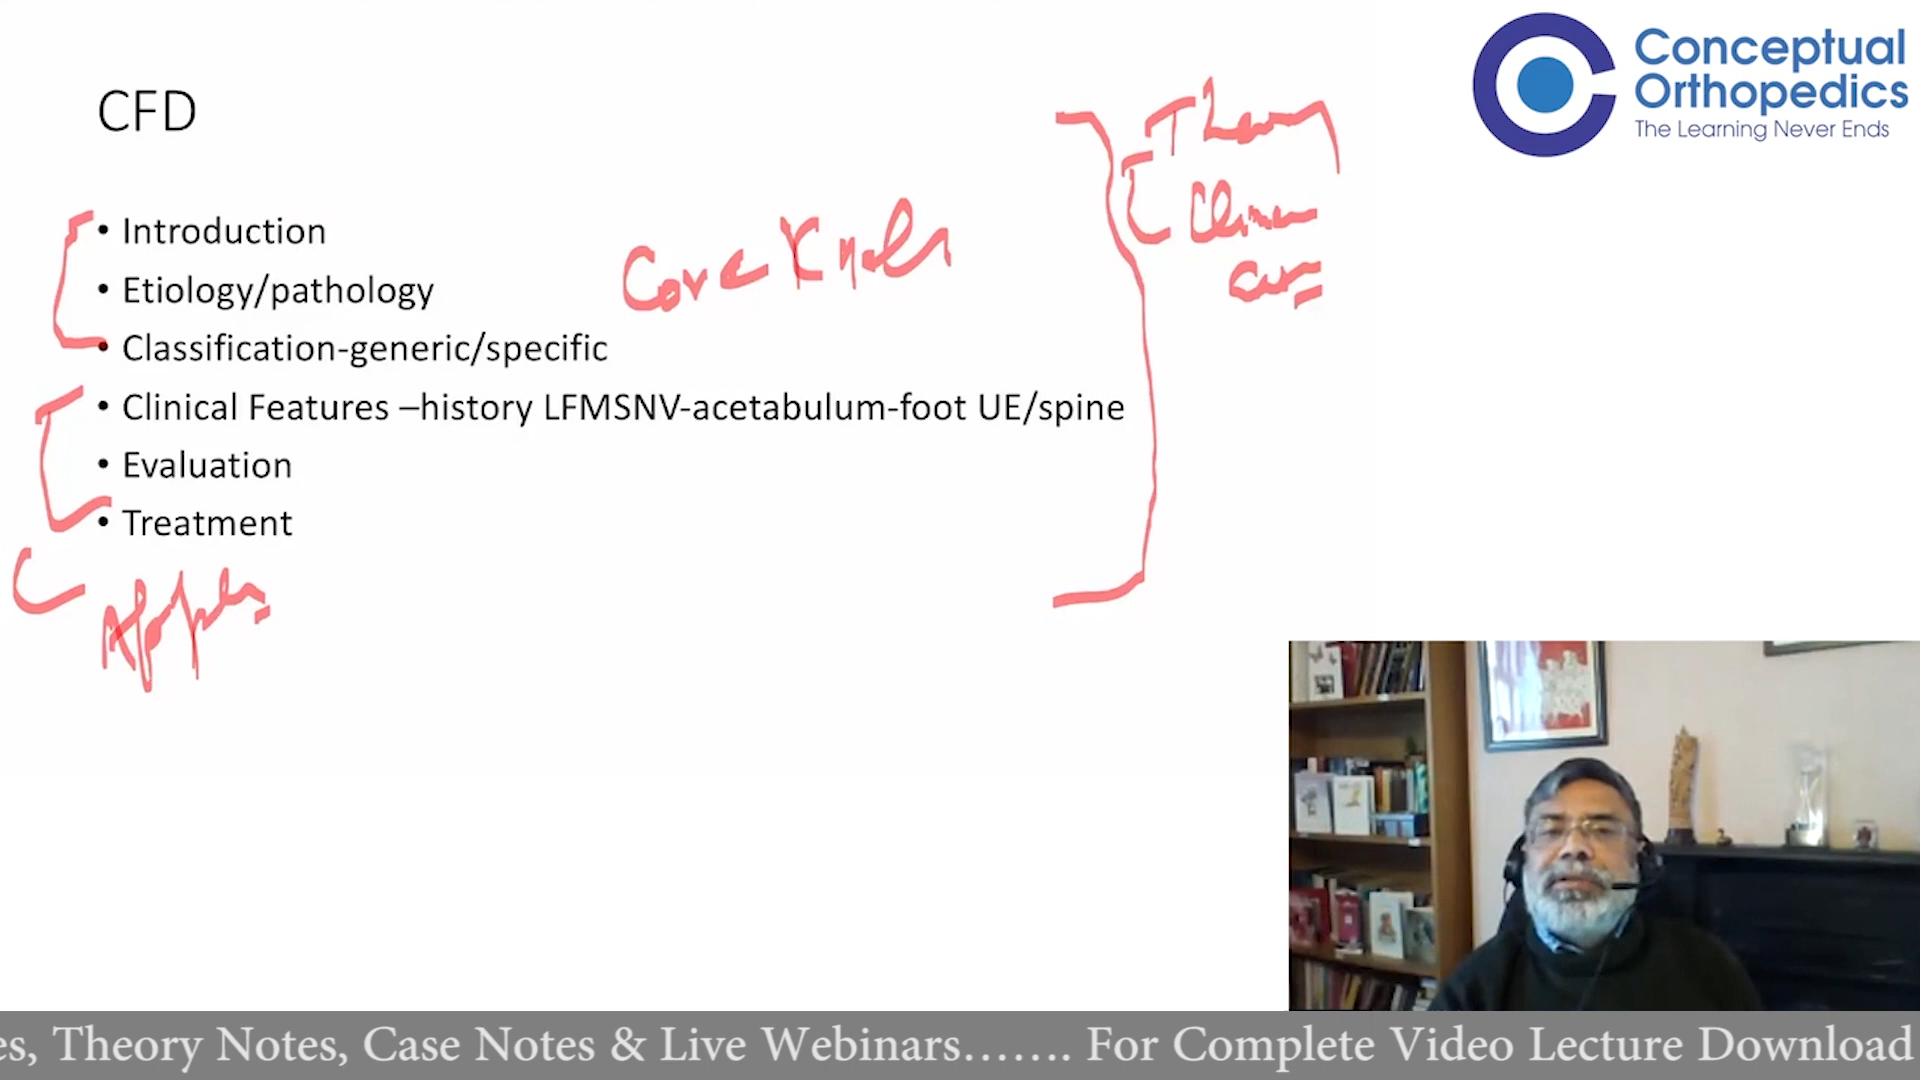 Conceptual
Orthopedics
The Learning Never Ends
CFD
Theory
• Introduction
• Etiology/pathology
Core
• Classification-generic/specific
• Clinical Features –history LFMSNV-acetabulum-foot UE/spine
• Evaluation
• Treatment
es, Theory Notes, Case Notes & Live Webinars....... For Complete Video Lecture Download